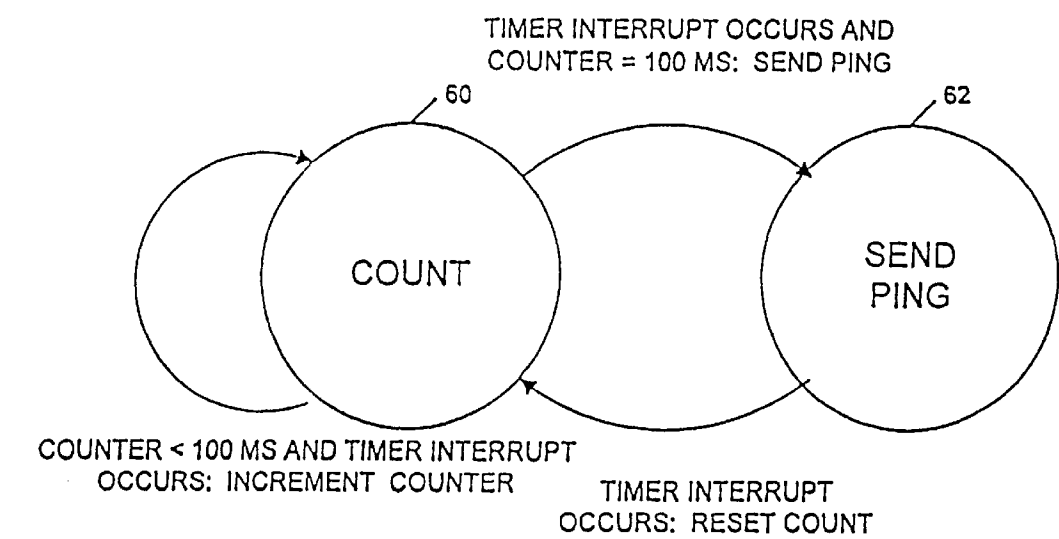 TIMER INTERRUPT OCCURS AND
COUNTER = 100 MS: SEND PING
60
62
COUNT
SEND
PING
COUNTER < 100 MS AND TIMER INTERRUPT
OCCURS: INCREMENT COUNTER
TIMER INTERRUPT
OCCURS: RESET COUNT